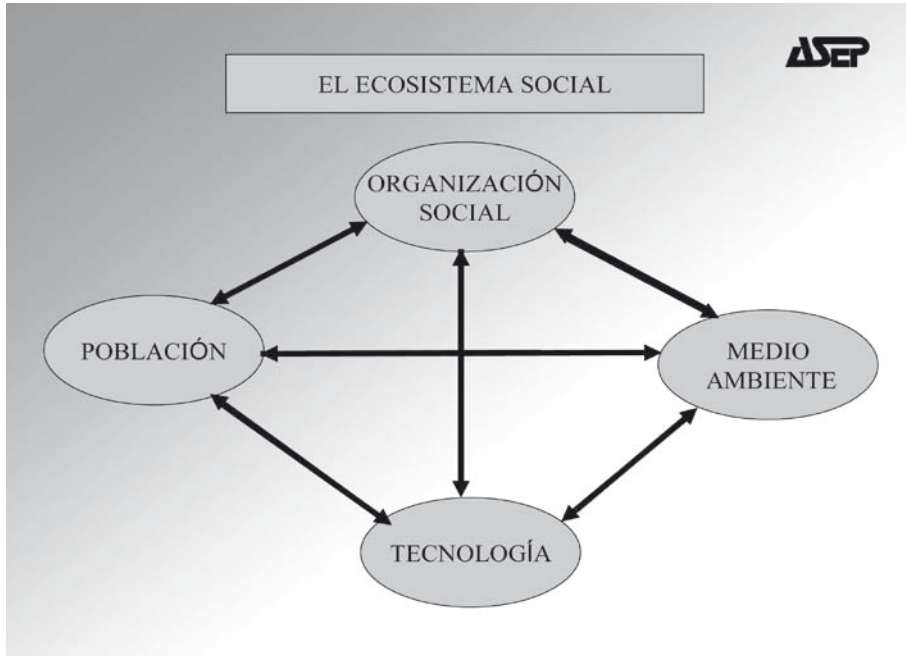 ASEP
EL ECOSISTEMA SOCIAL
ORGANIZACIÓN
SOCIAL
POBLACIÓN
MEDIO
AMBIENTE
TECNOLOGÍA